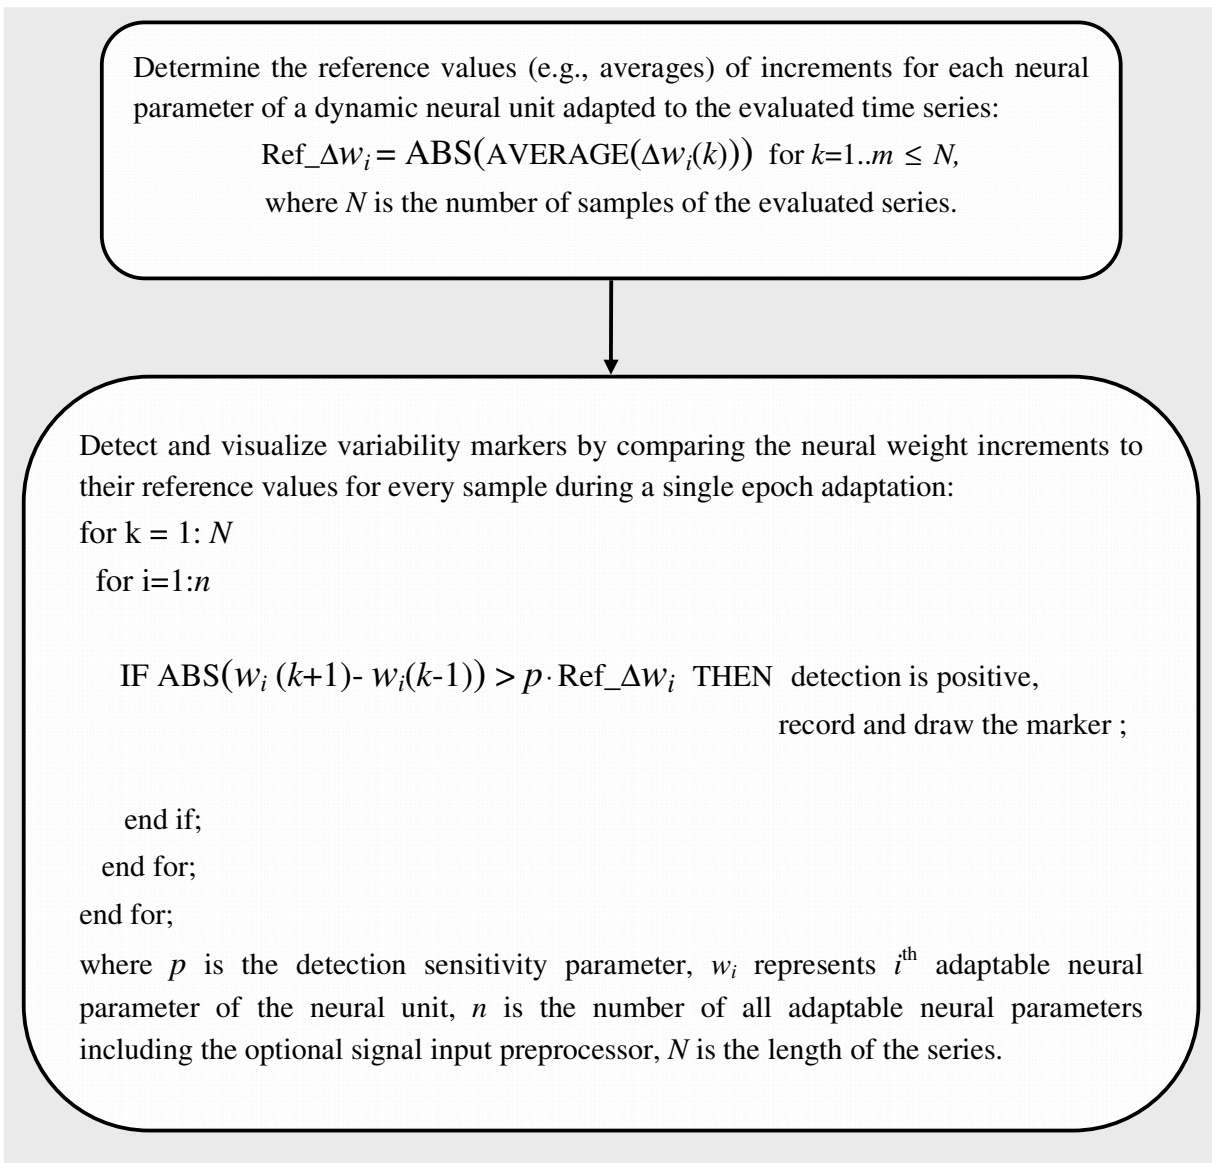 Determine the reference values (e.g., averages) of increments for each neural
parameter of a dynamic neural unit adapted to the evaluated time series:
Ref_Δwi = ABS(AVERAGE(Δwi(k))) for k=1..m ≤ N,
where N is the number of samples of the evaluated series.
Detect and visualize variability markers by comparing the neural weight increments to
their reference values for every sample during a single epoch adaptation:
for k = 1: N
for i=1:n
IF ABS(wi (k+1)- wi(k-1)) > p· Ref_Δwi THEN detection is positive,
record and draw the marker ;
end if;
end for;
end for;
where p is the detection sensitivity parameter, wi represents ith adaptable neural
parameter of the neural unit, n is the number of all adaptable neural parameters
including the optional signal input preprocessor, N is the length of the series.